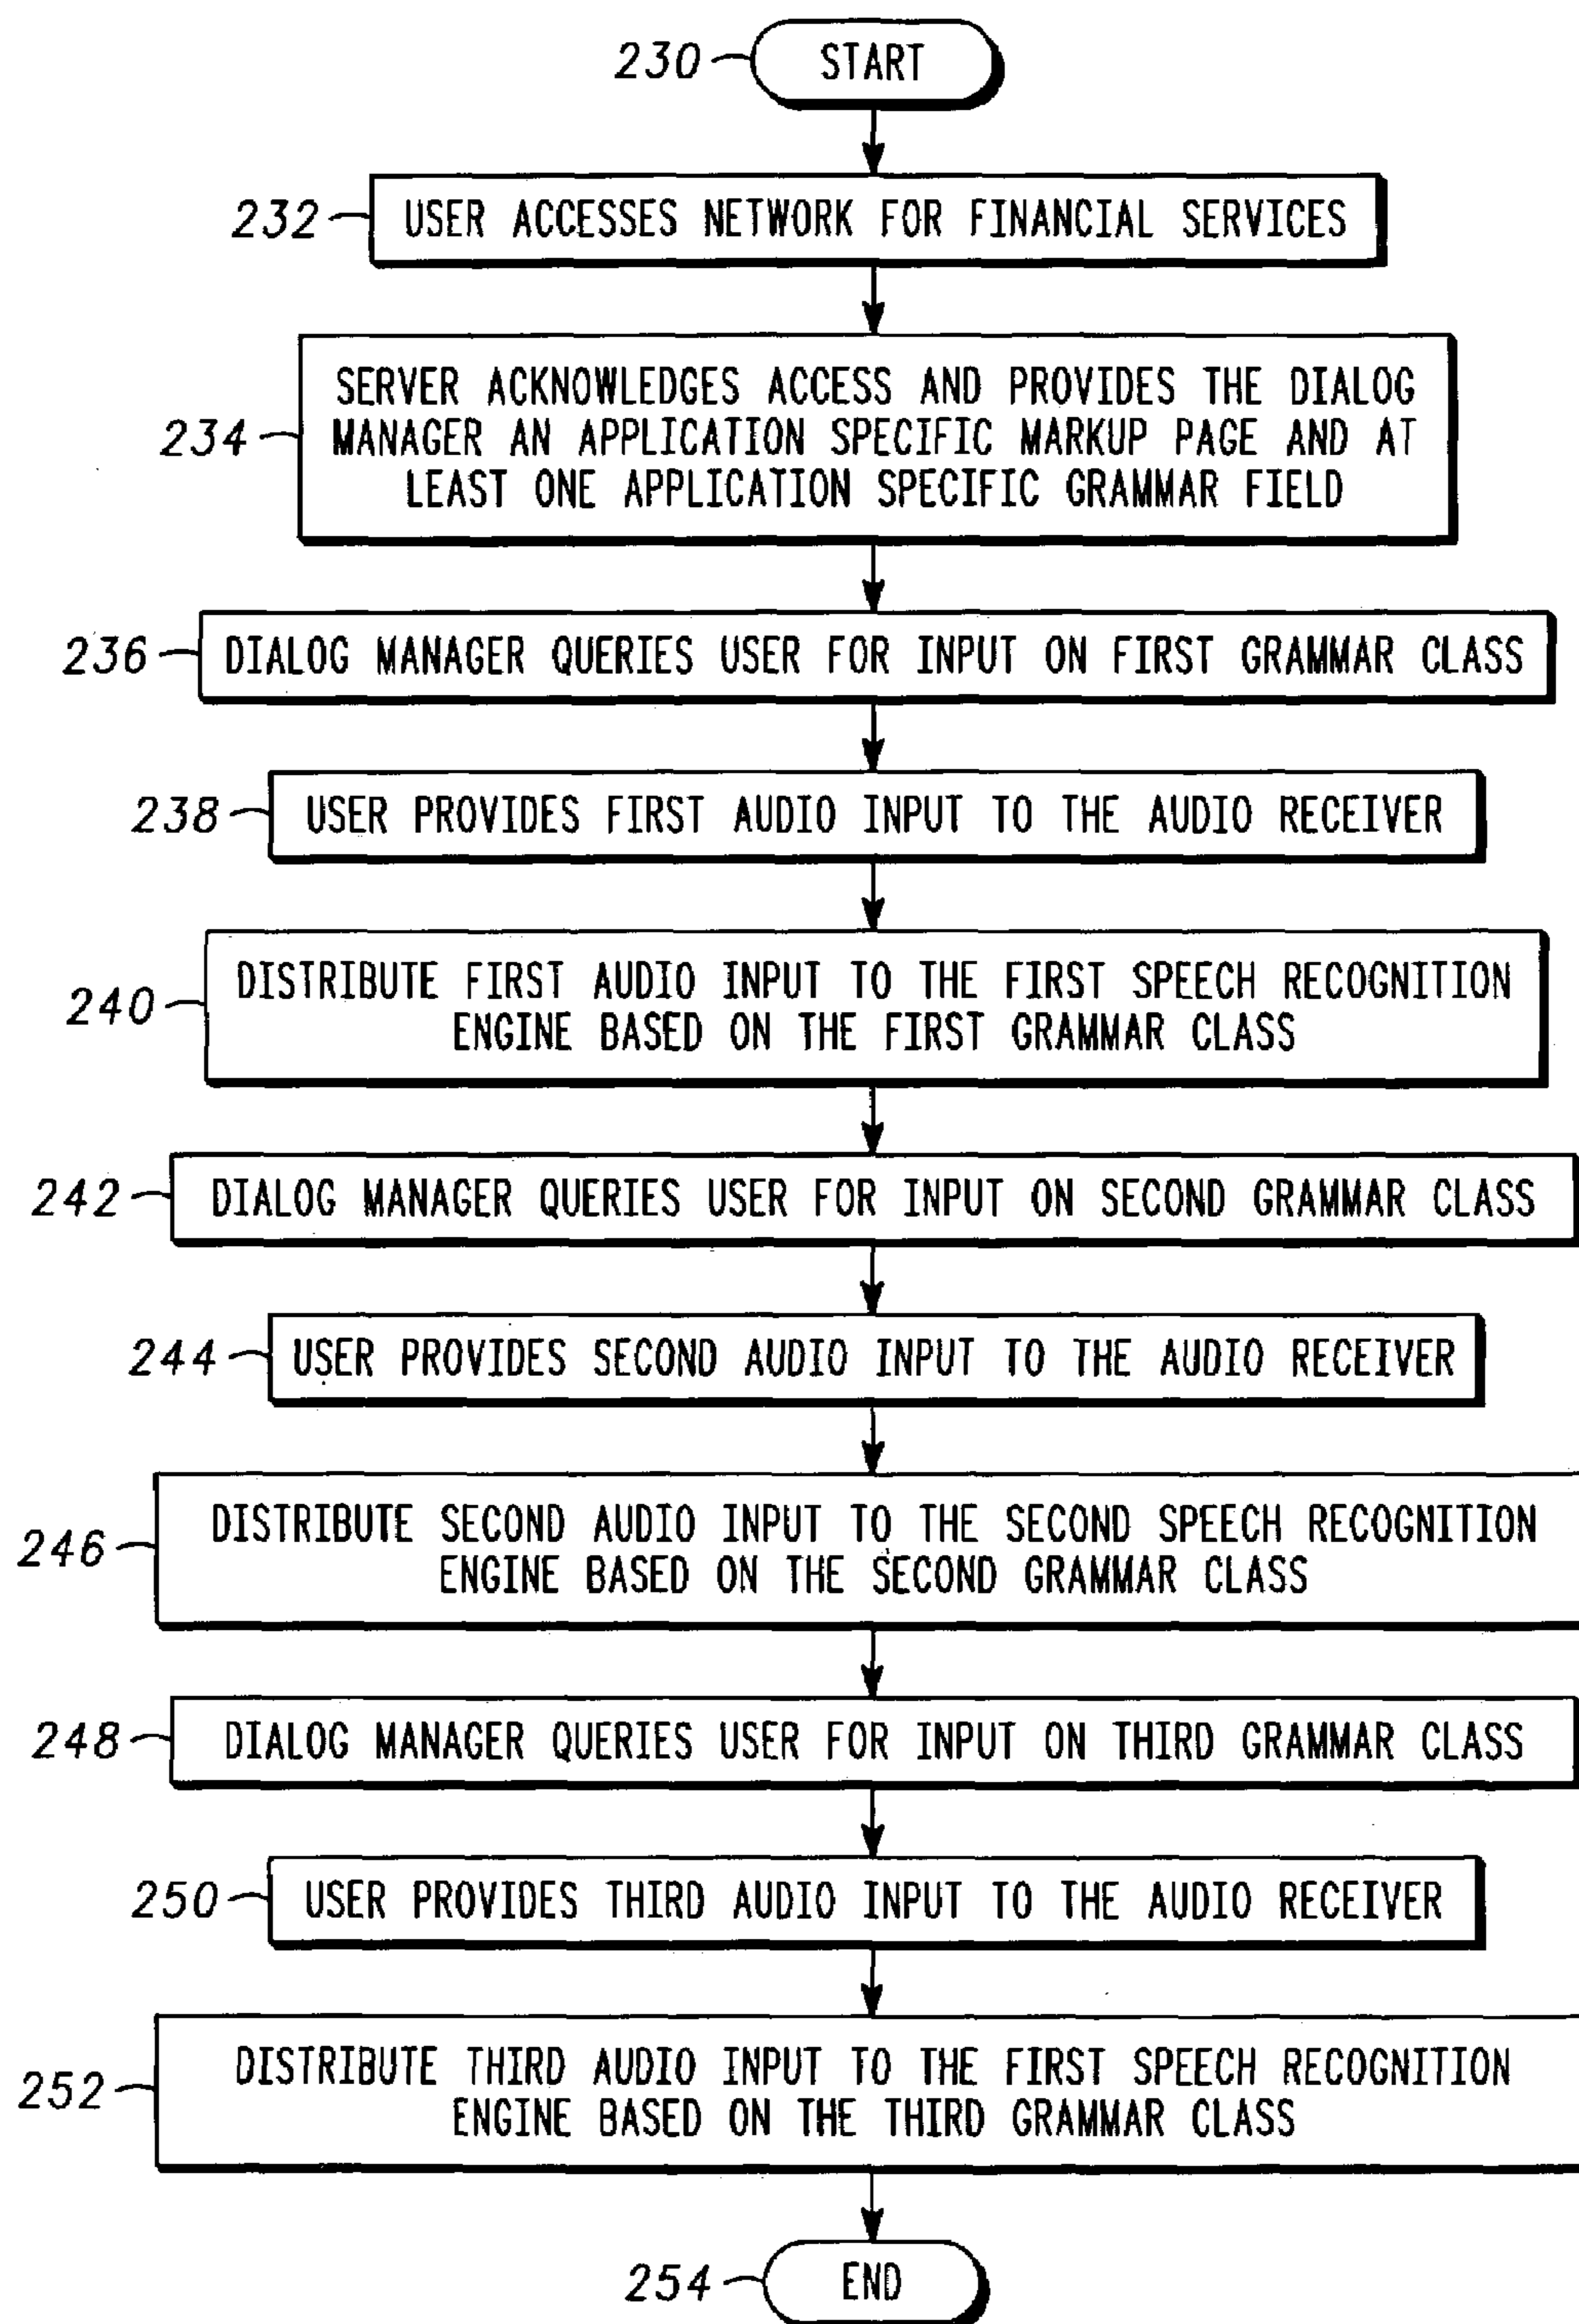 230 START
232 USER ACCESSES NETWORK FOR FINANCIAL SERVICES
SERVER ACKNOWLEDGES ACCESS AND PROVIDES THE DIALOG
234 MANAGER AN APPLICATION SPECIFIC MARKUP PAGE AND AT
LEAST ONE APPLICATION SPECIFIC GRAMMAR FIELD
236 DIALOG MANAGER QUERIES USER FOR INPUT ON FIRST GRAMMAR CLASS
238 USER PROVIDES FIRST AUDIO INPUT TO THE AUDIO RECEIVER
240 DISTRIBUTE FIRST AUDIO INPUT TO THE FIRST SPEECH RECOGNITION
ENGINE BASED ON THE FIRST GRAMMAR CLASS
242 DIALOG MANAGER QUERIES USER FOR INPUT ON SECOND GRAMMAR CLASS
244 USER PROVIDES SECOND AUDIO INPUT TO THE AUDIO RECEIVER
246 DISTRIBUTE SECOND AUDIO INPUT TO THE SECOND SPEECH RECOGNITION
ENGINE BASED ON THE SECOND GRAMMAR CLASS
248 DIALOG MANAGER QUERIES USER FOR INPUT ON THIRD GRAMMAR CLASS
250 USER PROVIDES THIRD AUDIO INPUT TO THE AUDIO RECEIVER
252 DISTRIBUTE THIRD AUDIO INPUT TO THE FIRST SPEECH RECOGNITION
ENGINE BASED ON THE THIRD GRAMMAR CLASS
254 END